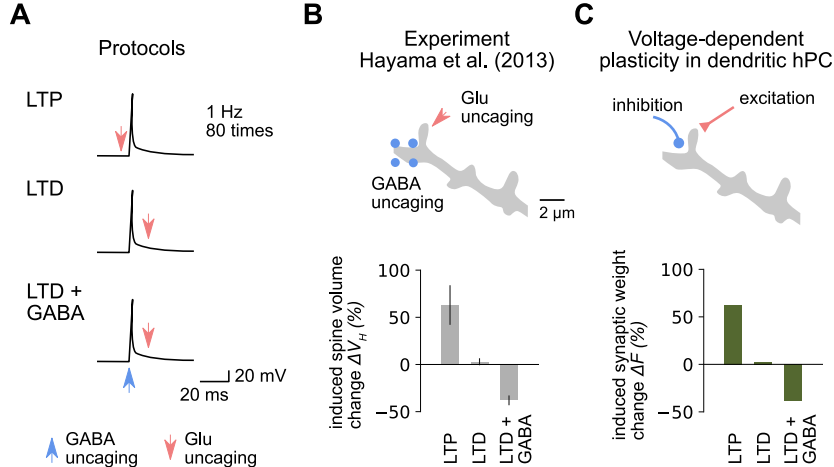 A
Protocols
LTP
1 Hz
80 times
LTD
LTD +
GABA
20 mV
20 ms
GABA
uncaging
Glu
uncaging
B
Experiment
Hayama et al. (2013)
Glu
uncaging
GABA
uncaging
2 µm
induced spine volume
change ΔV_H (%)
100
50
0
−50
LTP
LTD
LTD +
GABA
C
Voltage-dependent
plasticity in dendritic hPC
inhibition
excitation
induced synaptic weight
change ΔF (%)
100
50
0
−50
LTP
LTD
LTD +
GABA